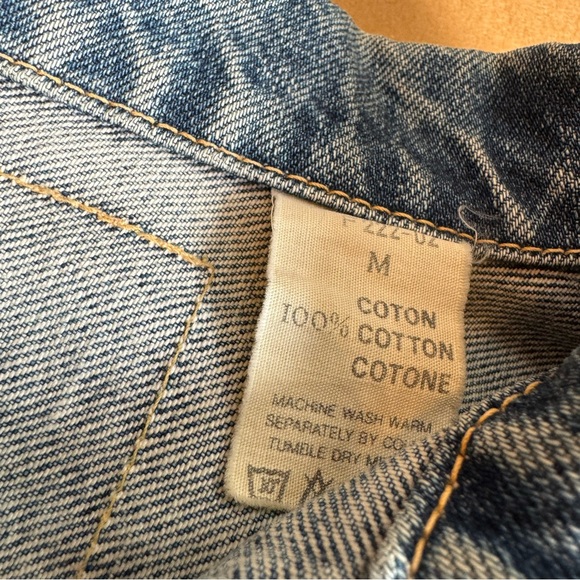 222-02
M
COTON
100% COTTON
COTONE
MACHINE WASH WARM
SEPARATELY BY
TUMBLE DRY